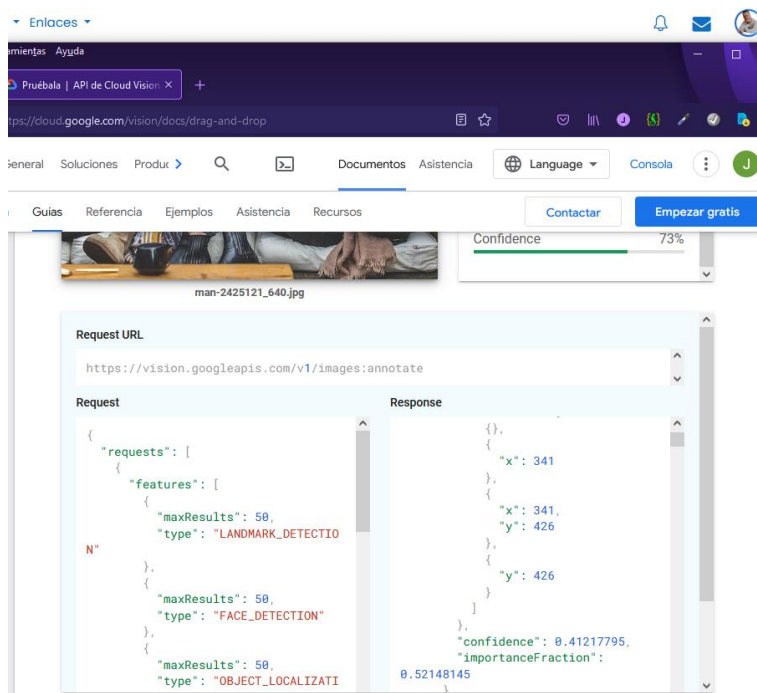 Enlaces
ramientas Ayuda
Pruébala | API de Cloud Vision
tps://cloud.google.com/vision/docs/drag-and-drop
General Soluciones Produc Documentos Asistencia Language Consola J
Guías Referencia Ejemplos Asistencia Recursos Contactar Empezar gratis
Confidence 73%
man-2425121_640.jpg
Request URL
https://vision.googleapis.com/v1/images:annotate
Request
{
"requests": [
{
"features": [
{
"maxResults": 50,
"type": "LANDMARK_DETECTIO
N"
},
{
"maxResults": 50,
"type": "FACE_DETECTION"
},
{
"maxResults": 50,
"type": "OBJECT_LOCALIZATI
Response
{},
{
"x": 341
},
{
"x": 341,
"y": 426
},
{
"y": 426
}
]
},
"confidence": 0.41217795,
"importanceFraction":
0.52148145
}